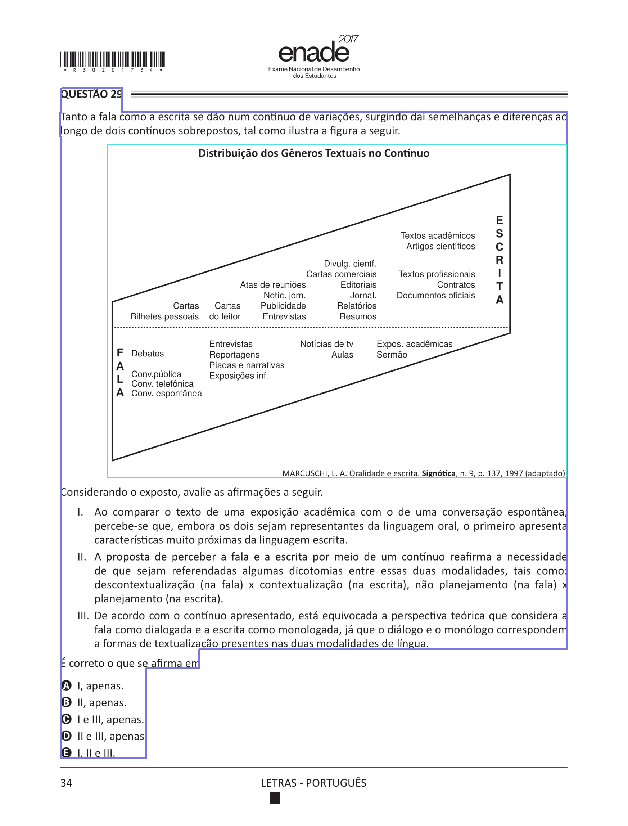 *R3020173 4*
2017
enade
Exame Nacional de Desempenho
dos Estudantes
QUESTÃO 29
Tanto a fala como a escrita se dão num contínuo de variações, surgindo daí semelhanças e diferenças ao
longo de dois contínuos sobrepostos, tal como ilustra a figura a seguir.
Distribuição dos Gêneros Textuais no Contínuo
ESCRITA
Textos acadêmicos
Artigos científicos
Textos profissionais
Contratos
Documentos oficiais
Divulg. cientf.
Cartas comerciais
Editoriais
Jornal.
Relatórios
Resumos
Atas de reuniões
Notic. jorn.
Publicidade
Entrevistas
Cartas
do leitor
Cartas
Bilhetes pessoais
FALA
Debates
Conv.pública
Conv. telefônica
Conv. espontânea
Entrevistas
Reportagens
Piadas e narrativas
Exposições inf.
Notícias de tv
Aulas
Expos. acadêmicas
Sermão
MARCUSCHI, L. A. Oralidade e escrita. Signótica, n. 9, p. 137, 1997 (adaptado).
Considerando o exposto, avalie as afirmações a seguir.
I. Ao comparar o texto de uma exposição acadêmica com o de uma conversação espontânea,
percebe-se que, embora os dois sejam representantes da linguagem oral, o primeiro apresenta
características muito próximas da linguagem escrita.
II. A proposta de perceber a fala e a escrita por meio de um contínuo reafirma a necessidade
de que sejam referendadas algumas dicotomias entre essas duas modalidades, tais como:
descontextualização (na fala) x contextualização (na escrita), não planejamento (na fala) x
planejamento (na escrita).
III. De acordo com o contínuo apresentado, está equivocada a perspectiva teórica que considera a
fala como dialogada e a escrita como monologada, já que o diálogo e o monólogo correspondem
a formas de textualização presentes nas duas modalidades de língua.
É correto o que se afirma em
A I, apenas.
B II, apenas.
C I e III, apenas.
D II e III, apenas
E I, II e III.
34
LETRAS - PORTUGUÊS